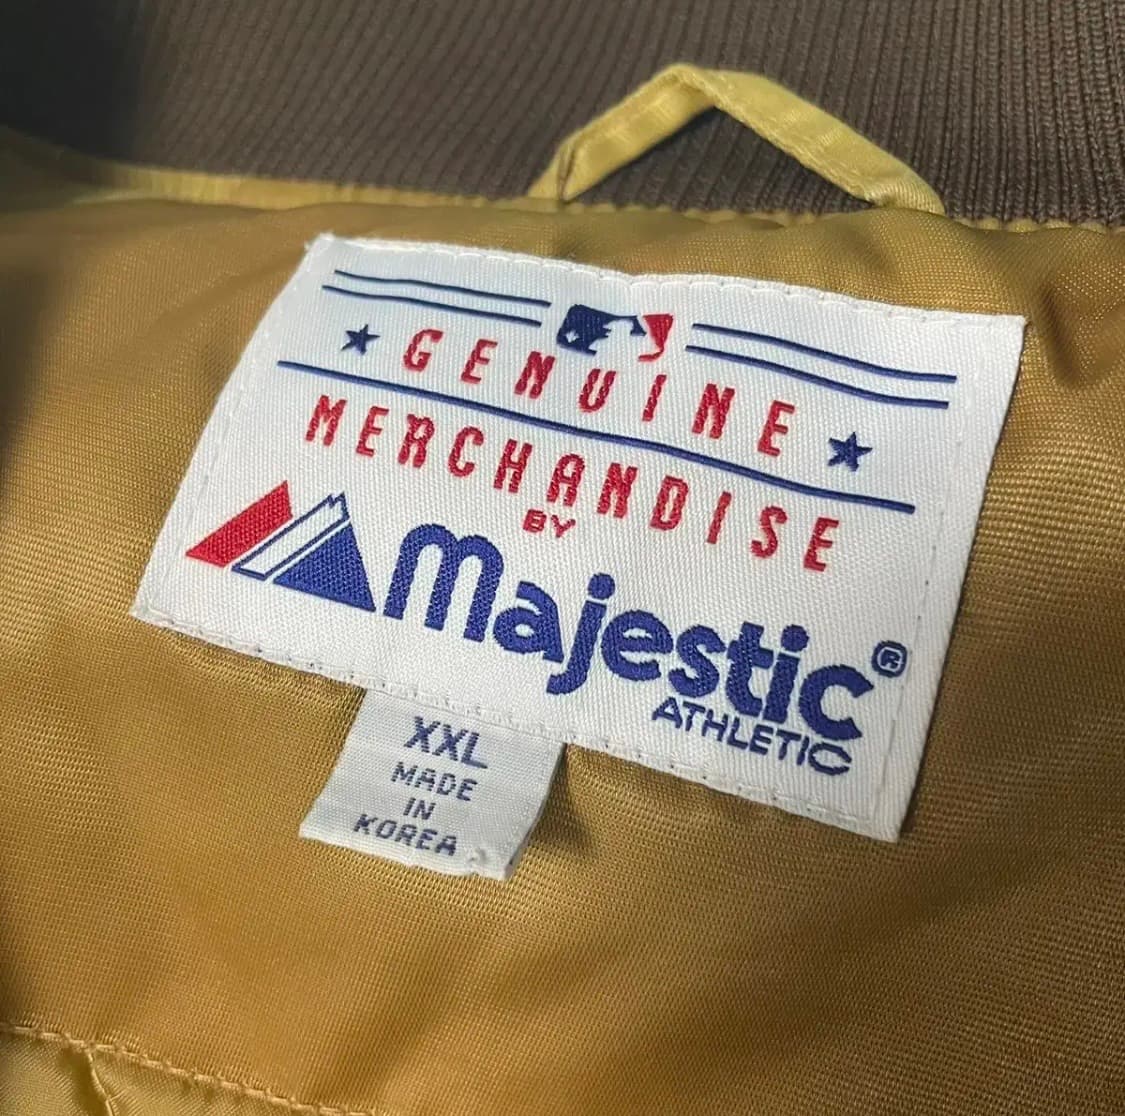 GENUINE
MERCHANDISE
BY
Majestic®
ATHLETIC
XXL
MADE
IN
KOREA